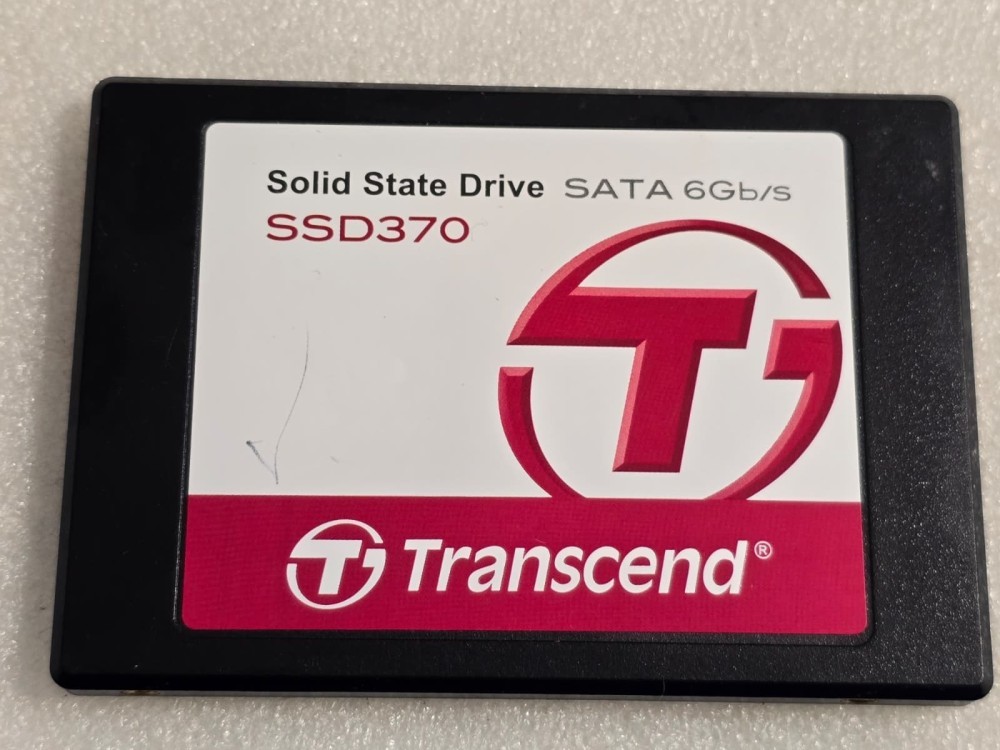 Solid State Drive SATA 6Gb/s
SSD370
Transcend®